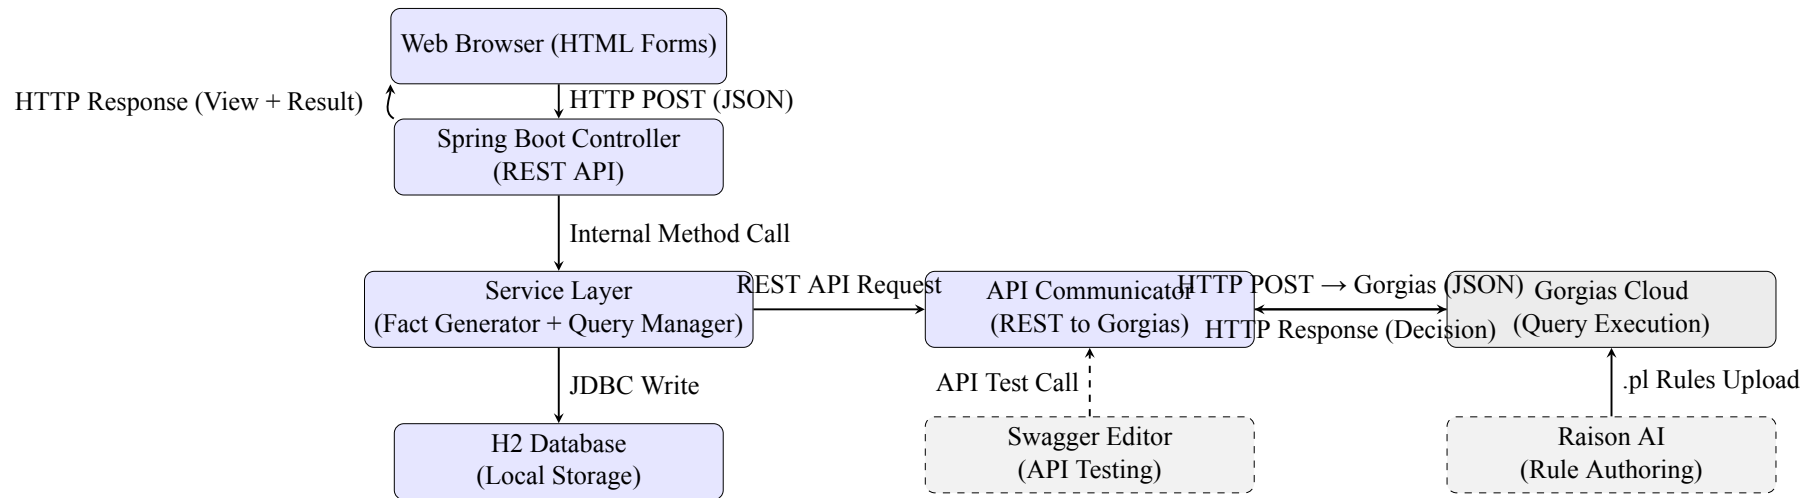 Web Browser (HTML Forms)
HTTP Response (View + Result)
HTTP POST (JSON)
Spring Boot Controller
(REST API)
Internal Method Call
Service Layer
(Fact Generator + Query Manager)
REST API Request
API Communicator
(REST to Gorgias)
HTTP POST → Gorgias (JSON)
HTTP Response (Decision)
Gorgias Cloud
(Query Execution)
JDBC Write
API Test Call
.pl Rules Upload
H2 Database
(Local Storage)
Swagger Editor
(API Testing)
Raison AI
(Rule Authoring)